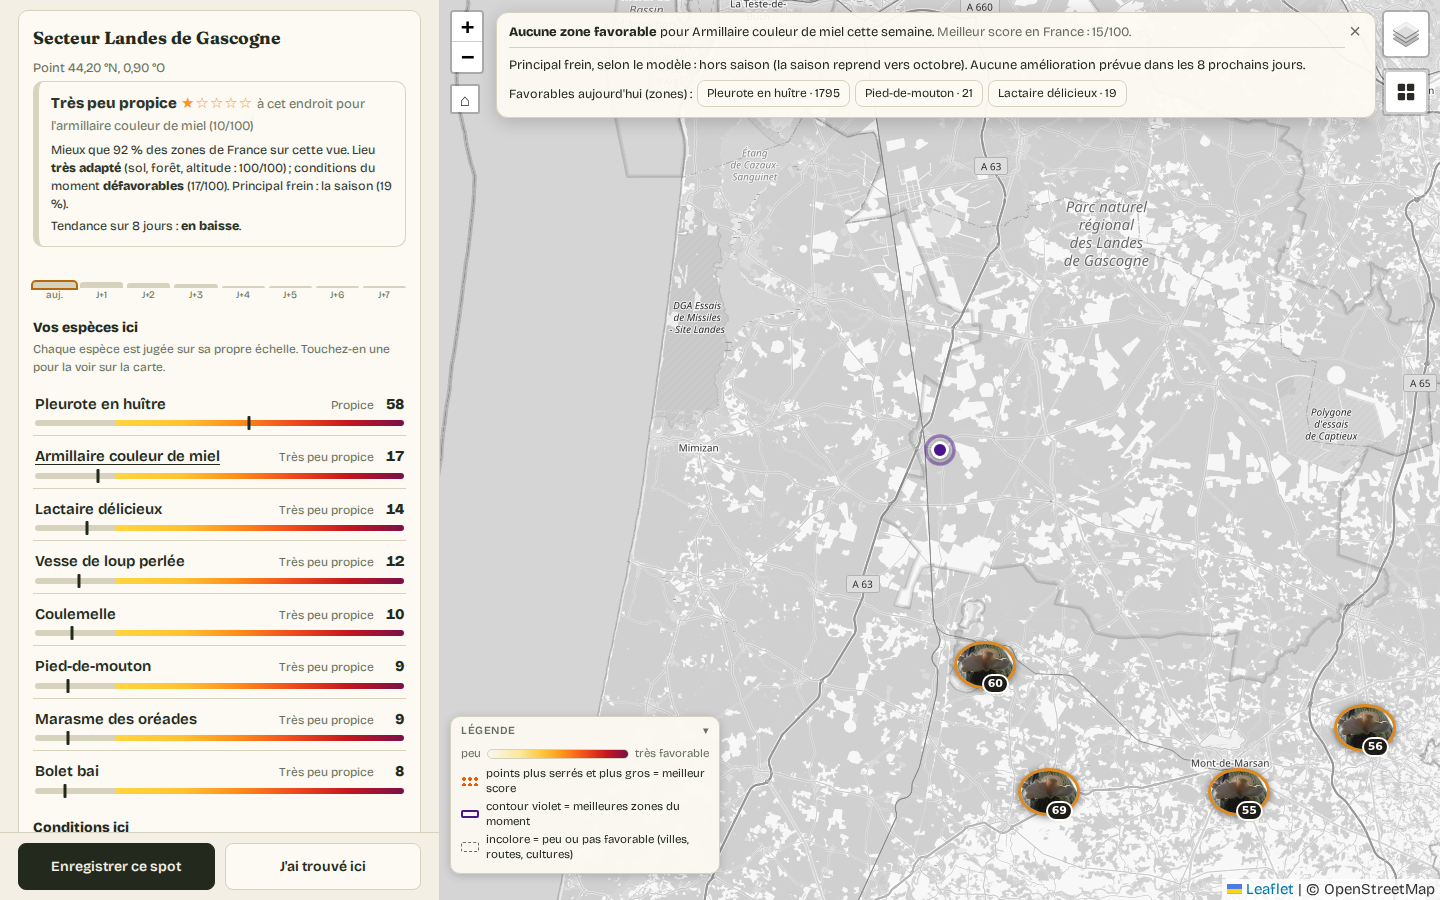 Secteur Landes de Gascogne
Point 44,20 °N, 0,90 °O
Très peu propice ★☆☆☆☆ à cet endroit pour
l'armillaire couleur de miel (10/100)
Mieux que 92 % des zones de France sur cette vue. Lieu
très adapté (sol, forêt, altitude : 100/100) ; conditions du
moment défavorables (17/100). Principal frein : la saison (19
%).
Tendance sur 8 jours : en baisse.
auj. J+1 J+2 J+3 J+4 J+5 J+6 J+7
Vos espèces ici
Chaque espèce est jugée sur sa propre échelle. Touchez-en une
pour la voir sur la carte.
Pleurote en huître Propice 58
Armillaire couleur de miel Très peu propice 17
Lactaire délicieux Très peu propice 14
Vesse de loup perlée Très peu propice 12
Coulemelle Très peu propice 10
Pied-de-mouton Très peu propice 9
Marasme des oréades Très peu propice 9
Bolet bai Très peu propice 8
Conditions ici
Enregistrer ce spot
J'ai trouvé ici
+
−
⌂
Aucune zone favorable pour Armillaire couleur de miel cette semaine. Meilleur score en France : 15/100.
×
Principal frein, selon le modèle : hors saison (la saison reprend vers octobre). Aucune amélioration prévue dans les 8 prochains jours.
Favorables aujourd'hui (zones) : Pleurote en huître · 1795 Pied-de-mouton · 21 Lactaire délicieux · 19
Bassin
La Teste-de-
A 660
Étang
de Cazaux-
Sanguinet
A 63
Parc naturel
régional
des Landes
de Gascogne
DGA Essais
de Missiles
- Site Landes
A 65
Polygone
d'essais
de Captieux
Mimizan
A 63
60
56
Mont-de-Marsan
69
55
LÉGENDE ▾
peu très favorable
points plus serrés et plus gros = meilleur
score
contour violet = meilleures zones du
moment
incolore = peu ou pas favorable (villes,
routes, cultures)
Leaflet | © OpenStreetMap